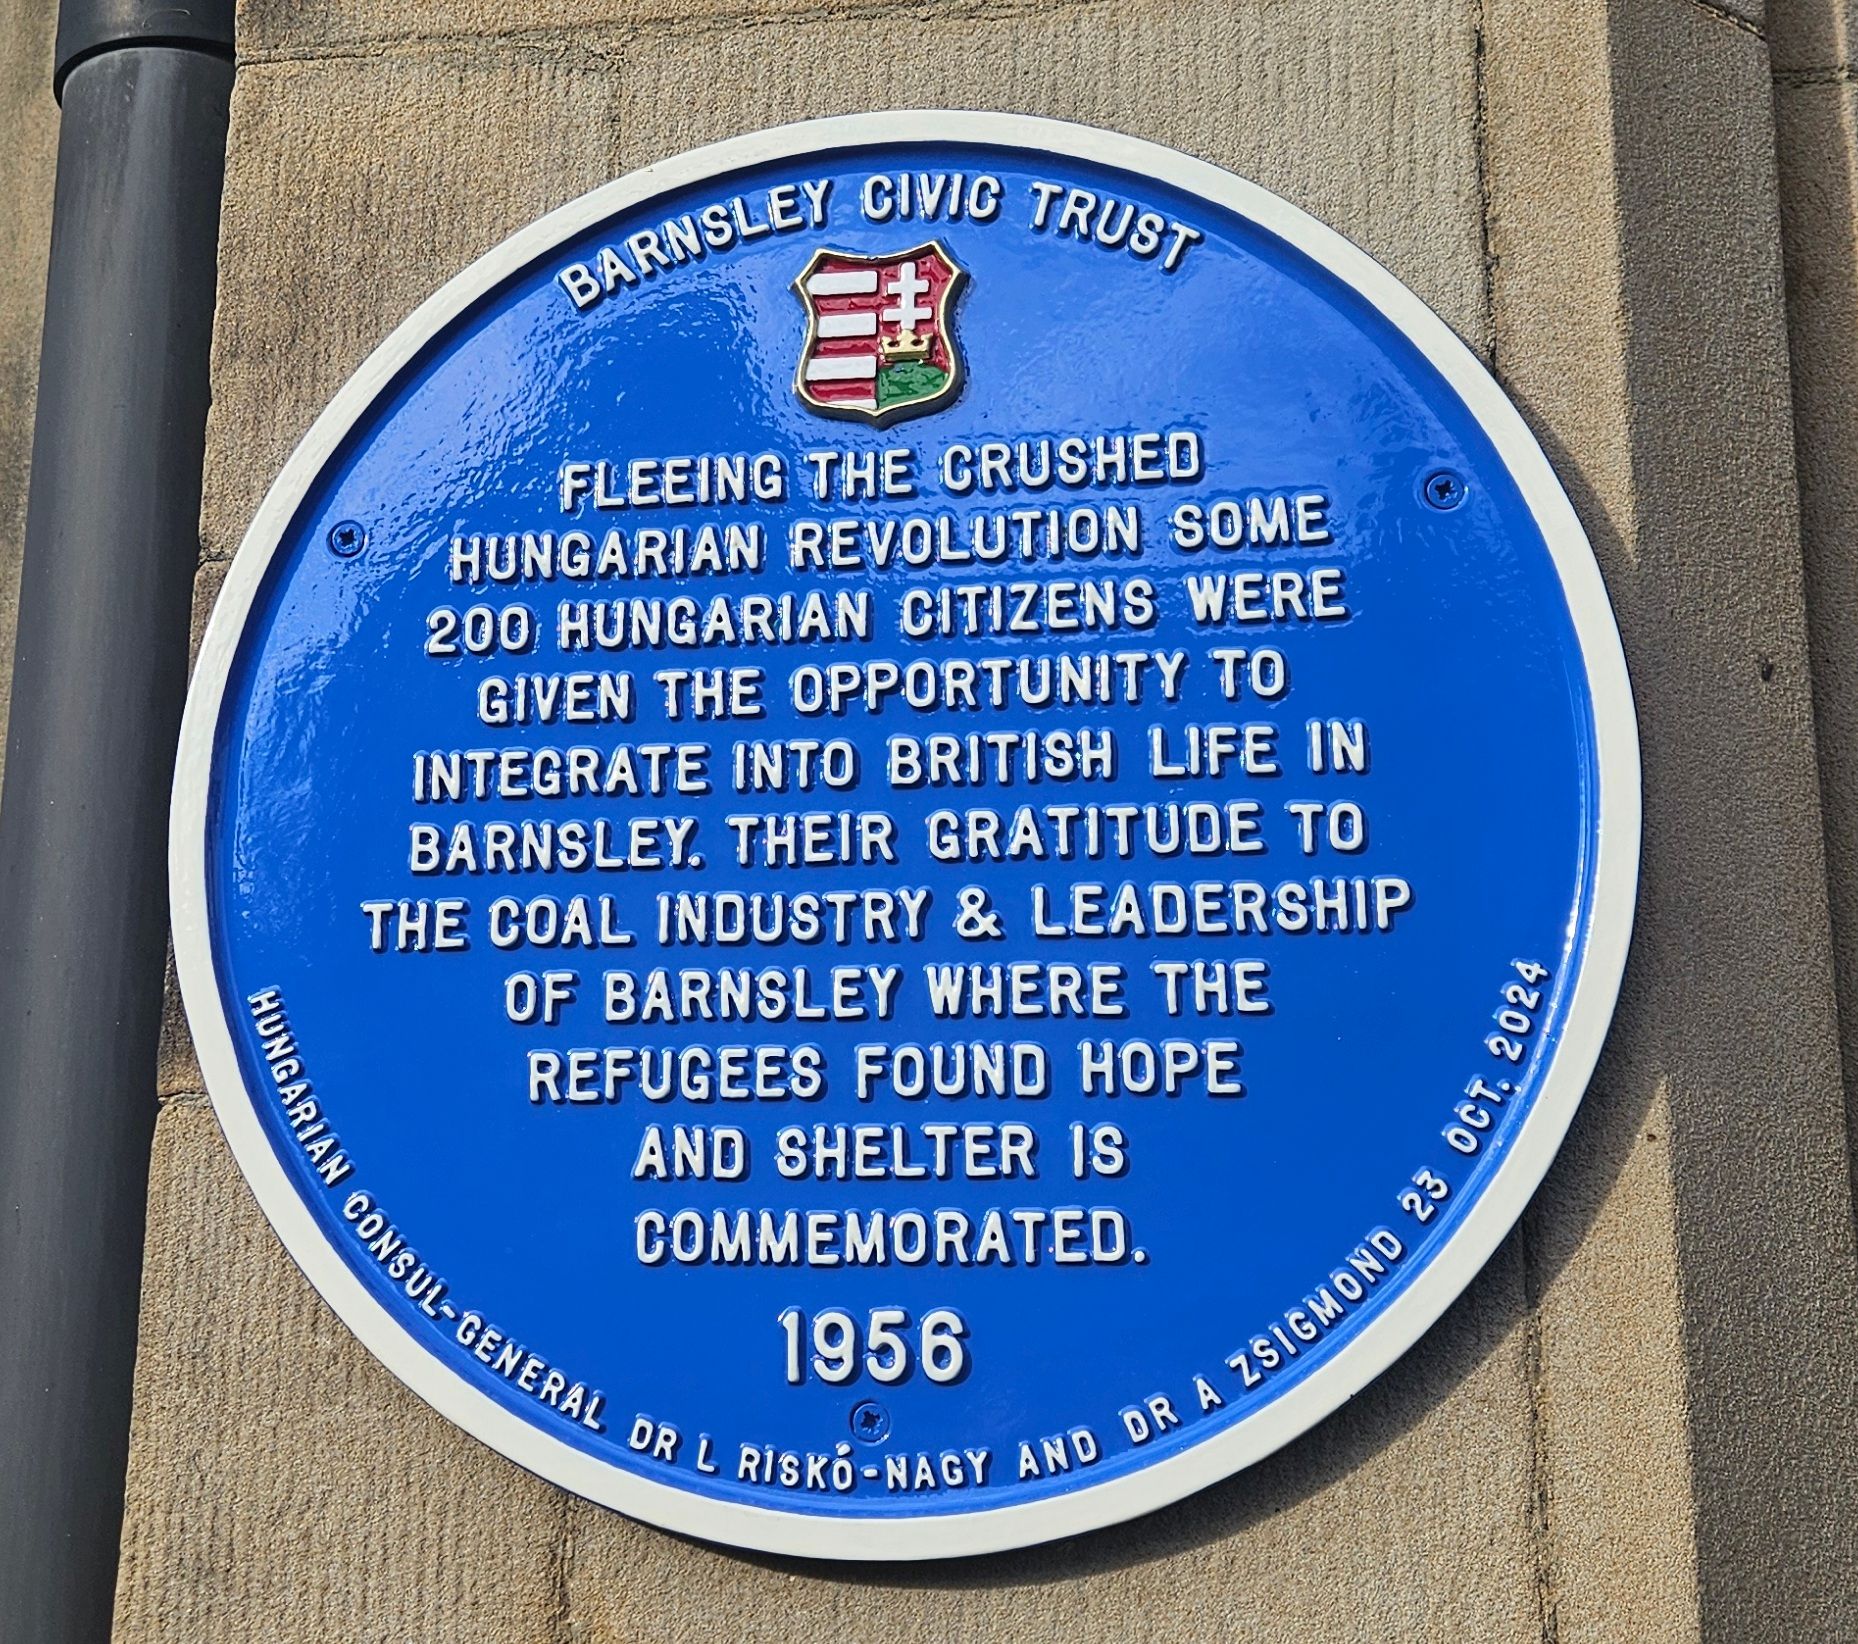 BARNSLEY CIVIC TRUST
FLEEING THE CRUSHED
HUNGARIAN REVOLUTION SOME
200 HUNGARIAN CITIZENS WERE
GIVEN THE OPPORTUNITY TO
INTEGRATE INTO BRITISH LIFE IN
BARNSLEY. THEIR GRATITUDE TO
THE COAL INDUSTRY & LEADERSHIP
OF BARNSLEY WHERE THE
REFUGEES FOUND HOPE
AND SHELTER IS
COMMEMORATED.
1956
HUNGARIAN CONSUL-GENERAL DR L RISKÓ-NAGY AND DR A ZSIGMOND 23 OCT. 2024